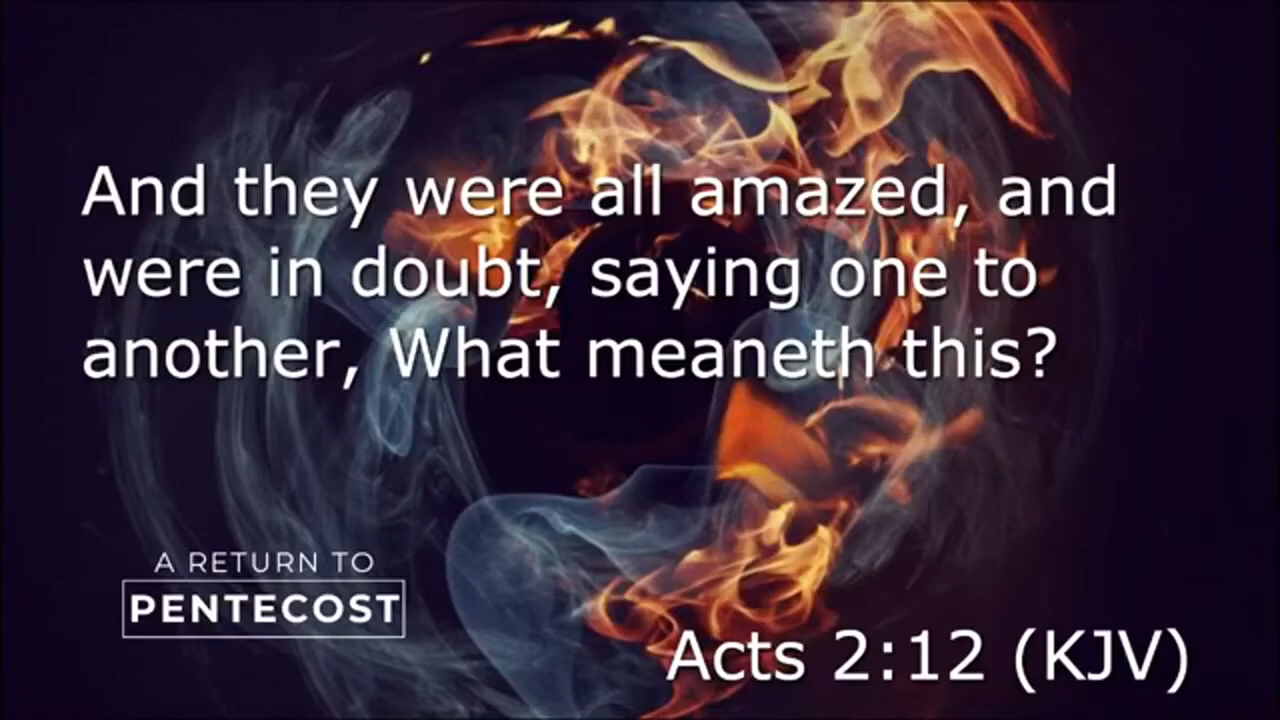 And they were all amazed, and
were in doubt, saying one to
another, What meaneth this?
A RETURN TO
PENTECOST
Acts 2:12 (KJV)